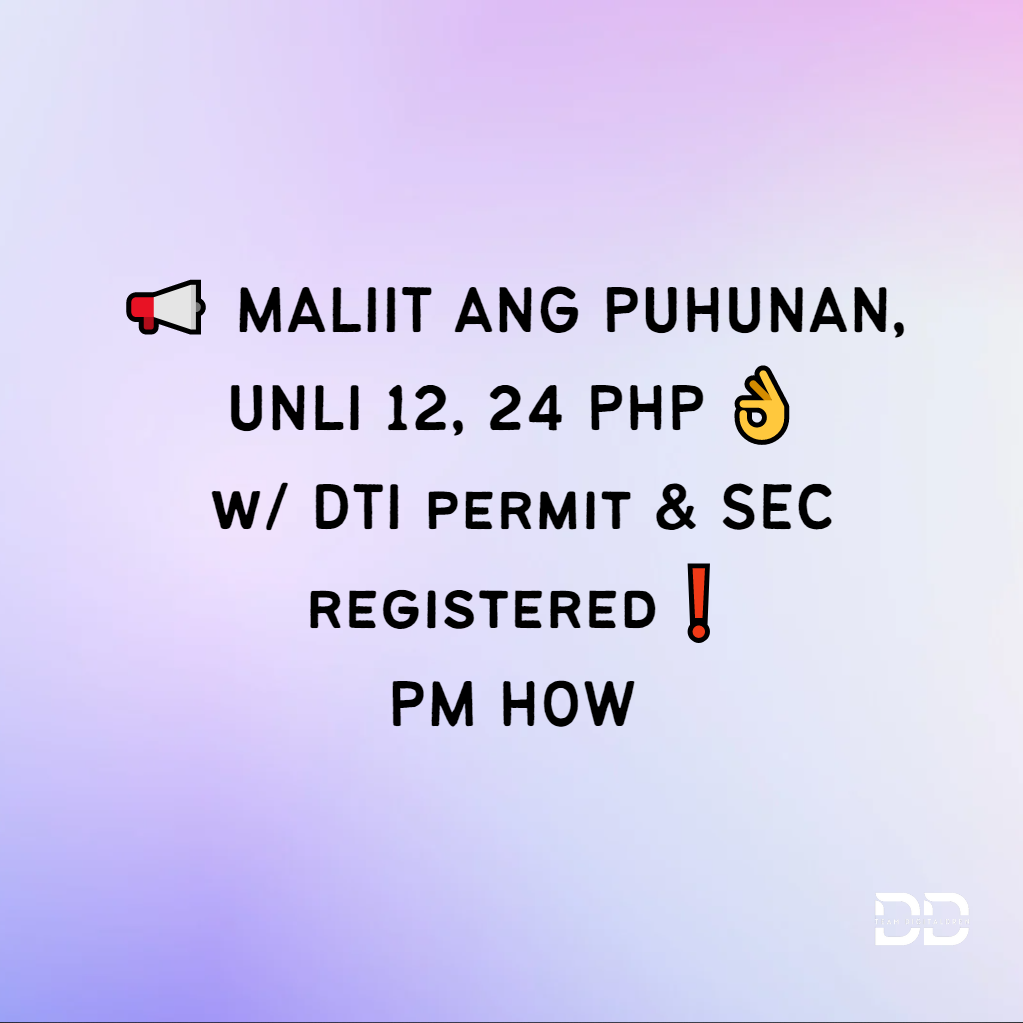 📢 MALIIT ANG PUHUNAN,
UNLI 12, 24 PHP 👌
W/ DTI PERMIT & SEC
REGISTERED❗
PM HOW
DD